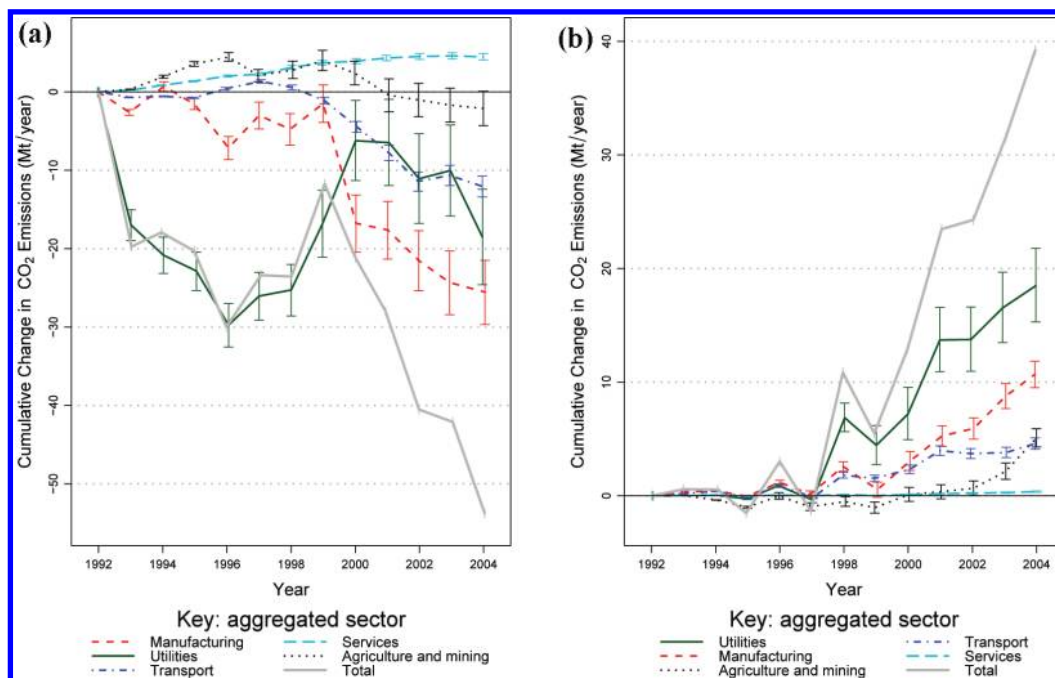 (a)
Cumulative Change in CO₂ Emissions (Mt/year)
0
-10
-20
-30
-40
-50
1992 1994 1996 1998 2000 2002 2004
Year
Key: aggregated sector
Manufacturing
Utilities
Transport
Services
Agriculture and mining
Total
(b)
Cumulative Change in CO₂ Emissions (Mt/year)
40
30
20
10
0
1992 1994 1996 1998 2000 2002 2004
Year
Key: aggregated sector
Utilities
Manufacturing
Agriculture and mining
Transport
Services
Total